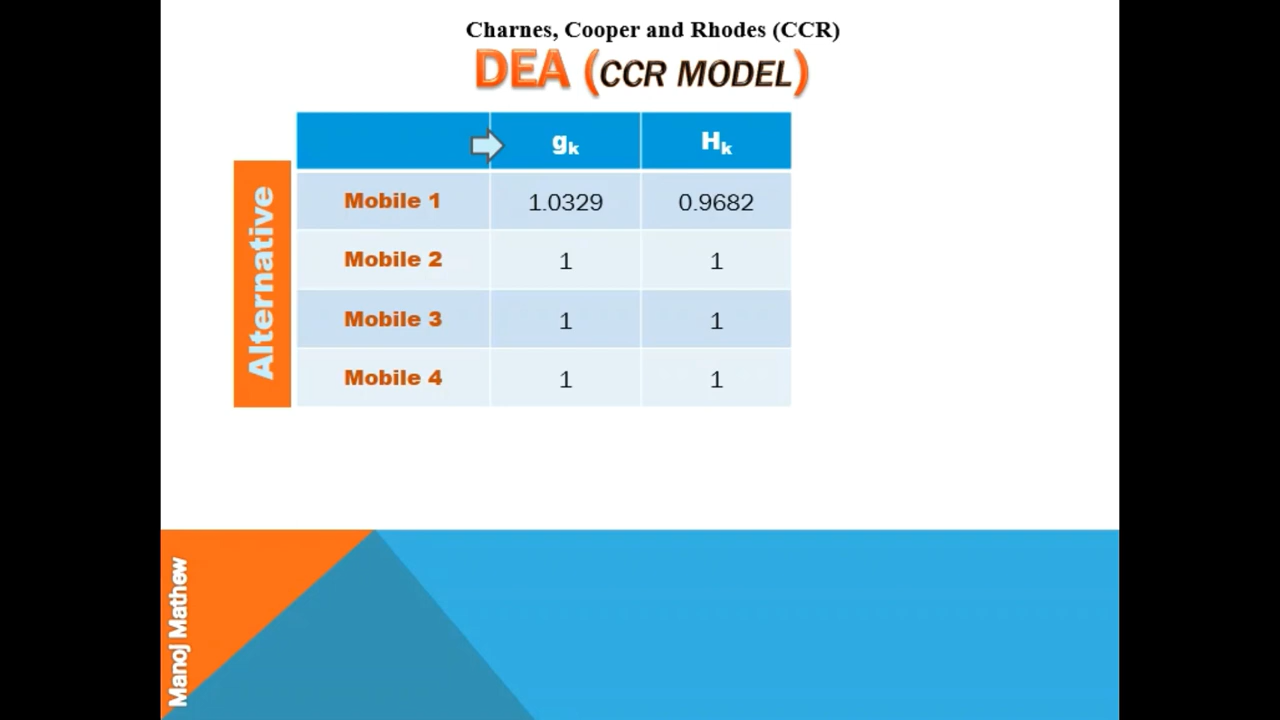 Charnes, Cooper and Rhodes (CCR)
DEA (CCR MODEL)
gk Hk
Alternative
Mobile 1 1.0329 0.9682
Mobile 2 1 1
Mobile 3 1 1
Mobile 4 1 1
Manoj Mathew